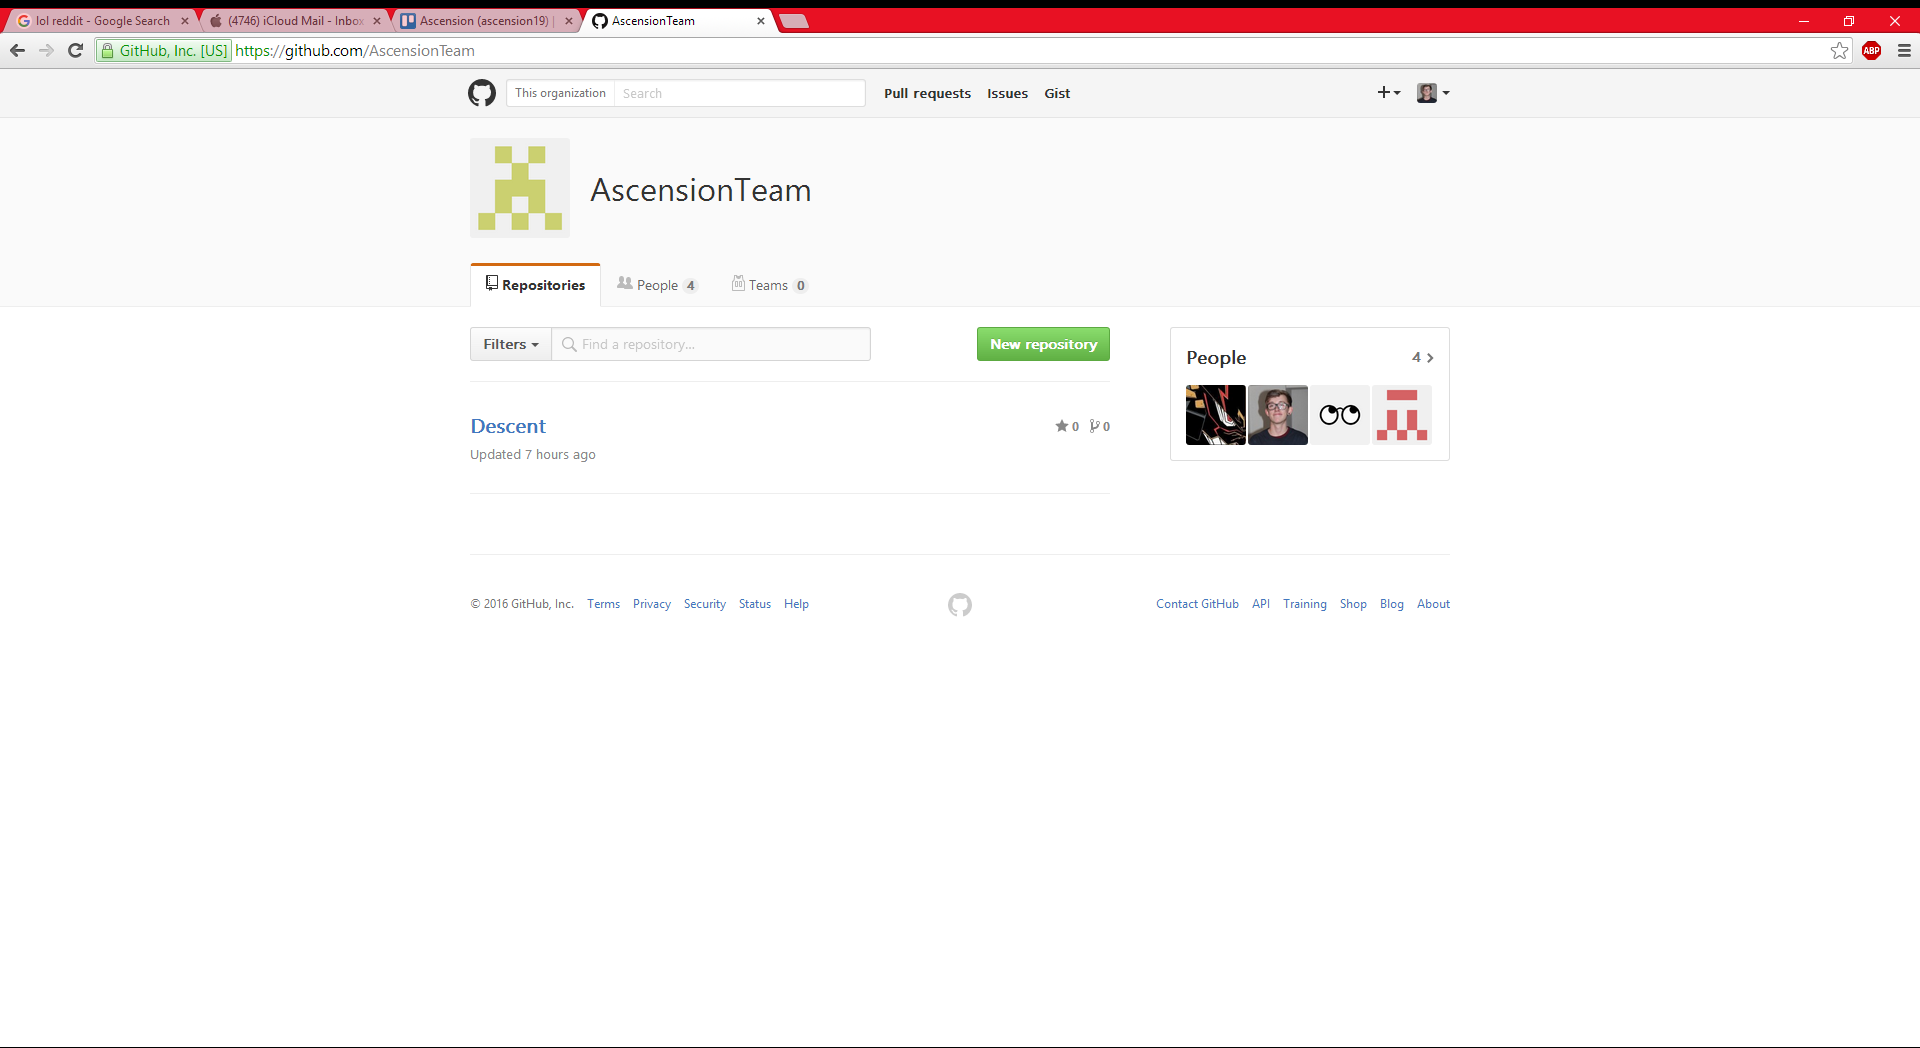 lol reddit - Google Search
(4746) iCloud Mail - Inbox
Ascension (ascension19) |
AscensionTeam
GitHub, Inc. [US] https://github.com/AscensionTeam
ABP
This organization Search Pull requests Issues Gist
AscensionTeam
Repositories People 4 Teams 0
Filters Find a repository... New repository
People 4
Descent 0 0
Updated 7 hours ago
© 2016 GitHub, Inc. Terms Privacy Security Status Help Contact GitHub API Training Shop Blog About